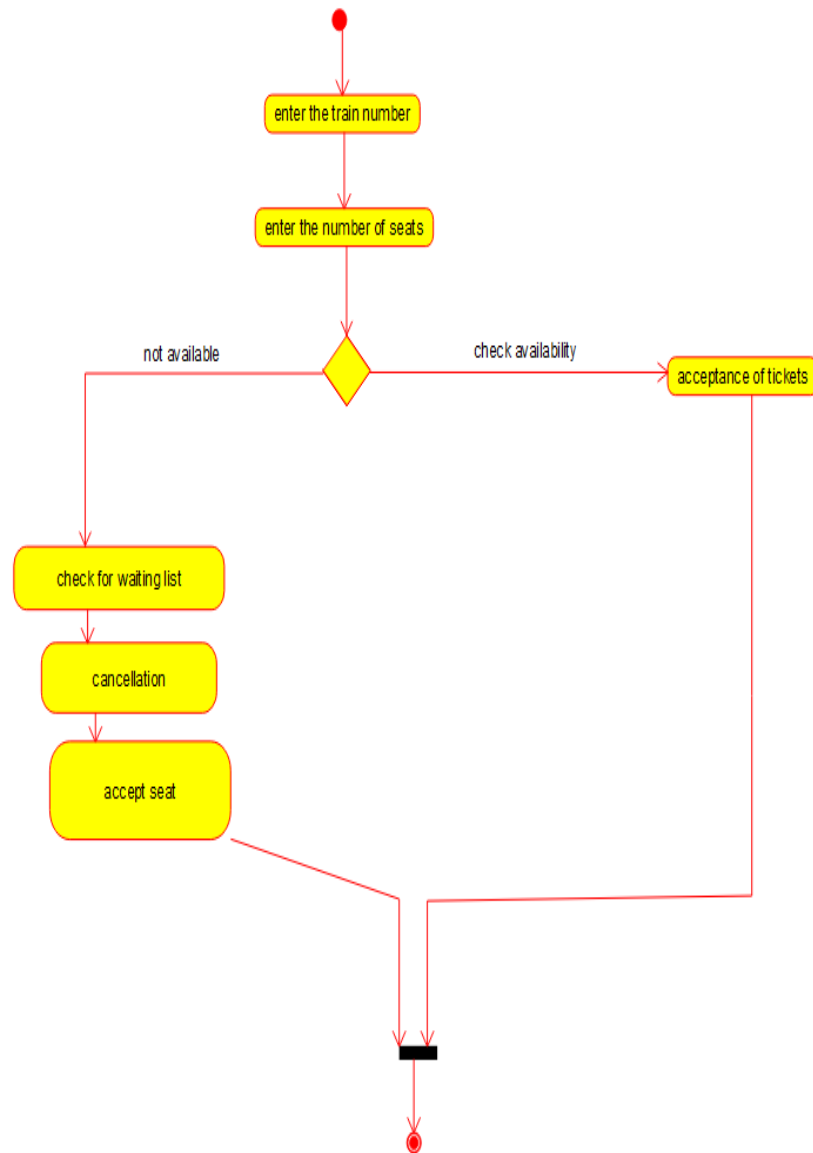 enter the train number
enter the number of seats
not available
check availability
acceptance of tickets
check for waiting list
cancellation
accept seat